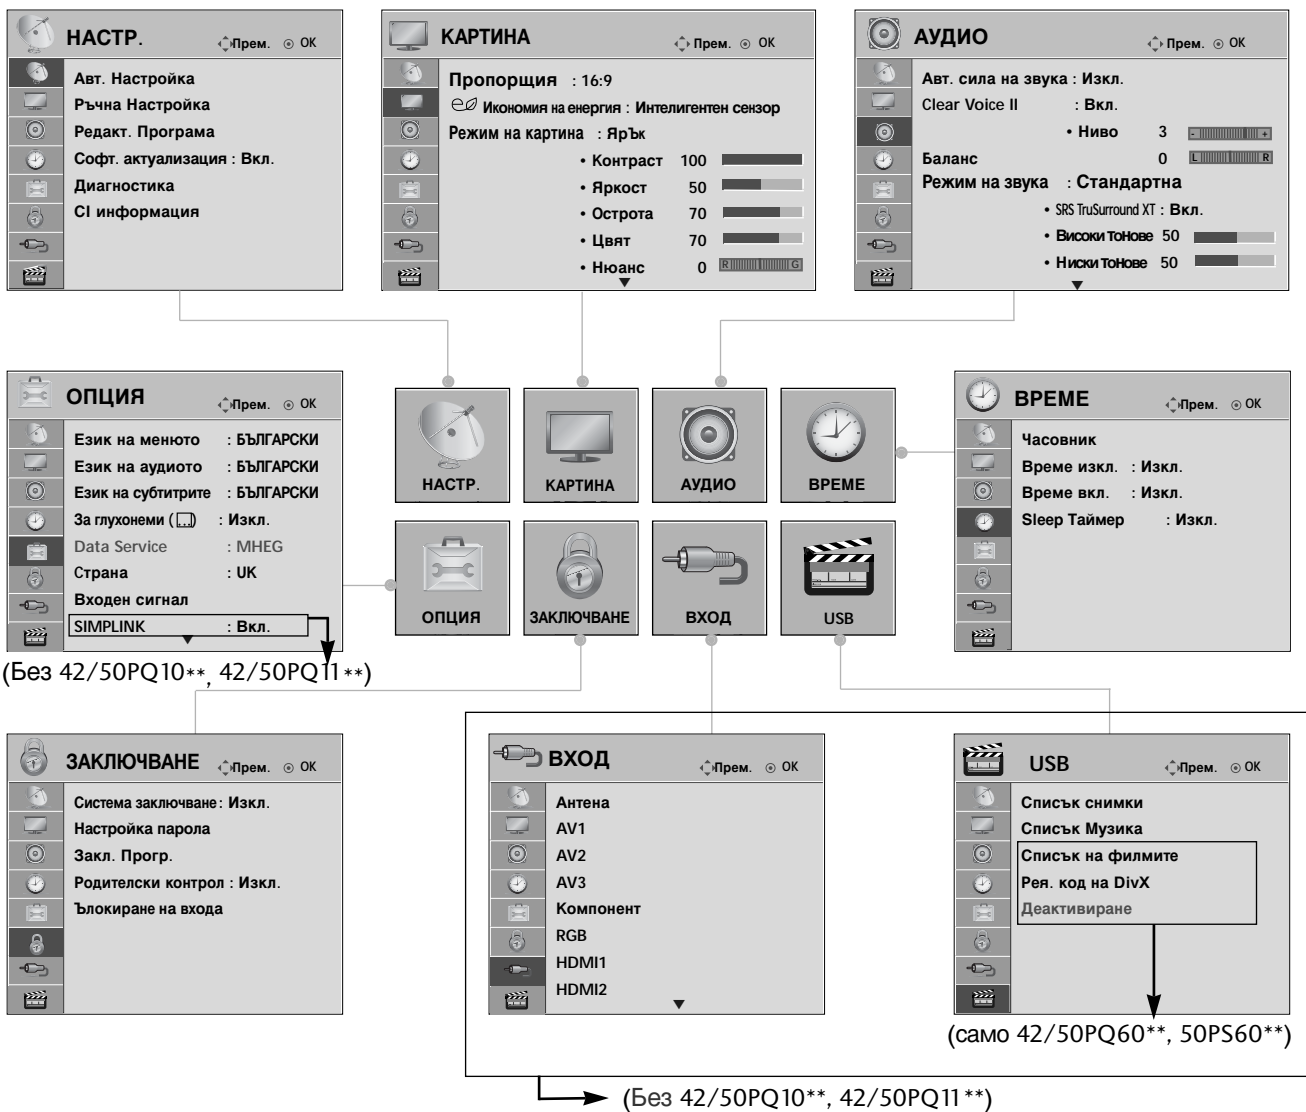 НАСТР.
Прем. OK
Авт. Настройка
Ръчна Настройка
Редакт. Програма
Софт. актуализация : Вкл.
Диагностика
CI информация
КАРТИНА
Прем. OK
Пропорщия : 16:9
Икономия на енергия : Интелигентен сензор
Режим на картина : ЯрЪк
• Контраст 100
• Яркост 50
• Острота 70
• Цвят 70
• Нюанс 0 R G
АУДИО
Прем. OK
Авт. сила на звука : Изкл.
Clear Voice II : Вкл.
• Ниво 3 - +
Баланс 0 L R
Режим на звука : Стандартна
• SRS TruSurround XT : Вкл.
• Високи тоНове 50
• Ниски тоНове 50
ОПЦИЯ
Прем. OK
Език на менюто : БЪЛГАРСКИ
Език на аудиото : БЪЛГАРСКИ
Език на субтитрите : БЪЛГАРСКИ
За глухонеми ( ) : Изкл.
Data Service : MHEG
Страна : UK
Входен сигнал
SIMPLINK : Вкл.
(Без 42/50PQ10**, 42/50PQ11**)
НАСТР.
КАРТИНА
АУДИО
ВРЕМЕ
ОПЦИЯ
ЗАКЛЮЧВАНЕ
ВХОД
USB
ВРЕМЕ
Прем. OK
Часовник
Време изкл. : Изкл.
Време вкл. : Изкл.
Sleep Таймер : Изкл.
ЗАКЛЮЧВАНЕ
Прем. OK
Система заключване : Изкл.
Настройка парола
Закл. Прогр.
Родителски контрол : Изкл.
Ълокиране на входа
ВХОД
Прем. OK
Антена
AV1
AV2
AV3
Компонент
RGB
HDMI1
HDMI2
USB
Прем. OK
Списък снимки
Списък Музика
Списък на филмите
Рея. код на DivX
Деактивиране
(само 42/50PQ60**, 50PS60**)
(Без 42/50PQ10**, 42/50PQ11**)